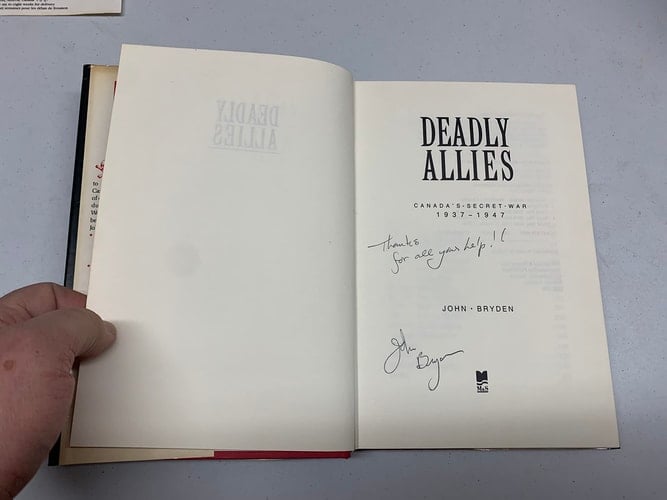 DEADLY
ALLIES
CANADA'S·SECRET·WAR
1937–1947
Thanks
for all your help!!
JOHN · BRYDEN
John
Bryden
M&S